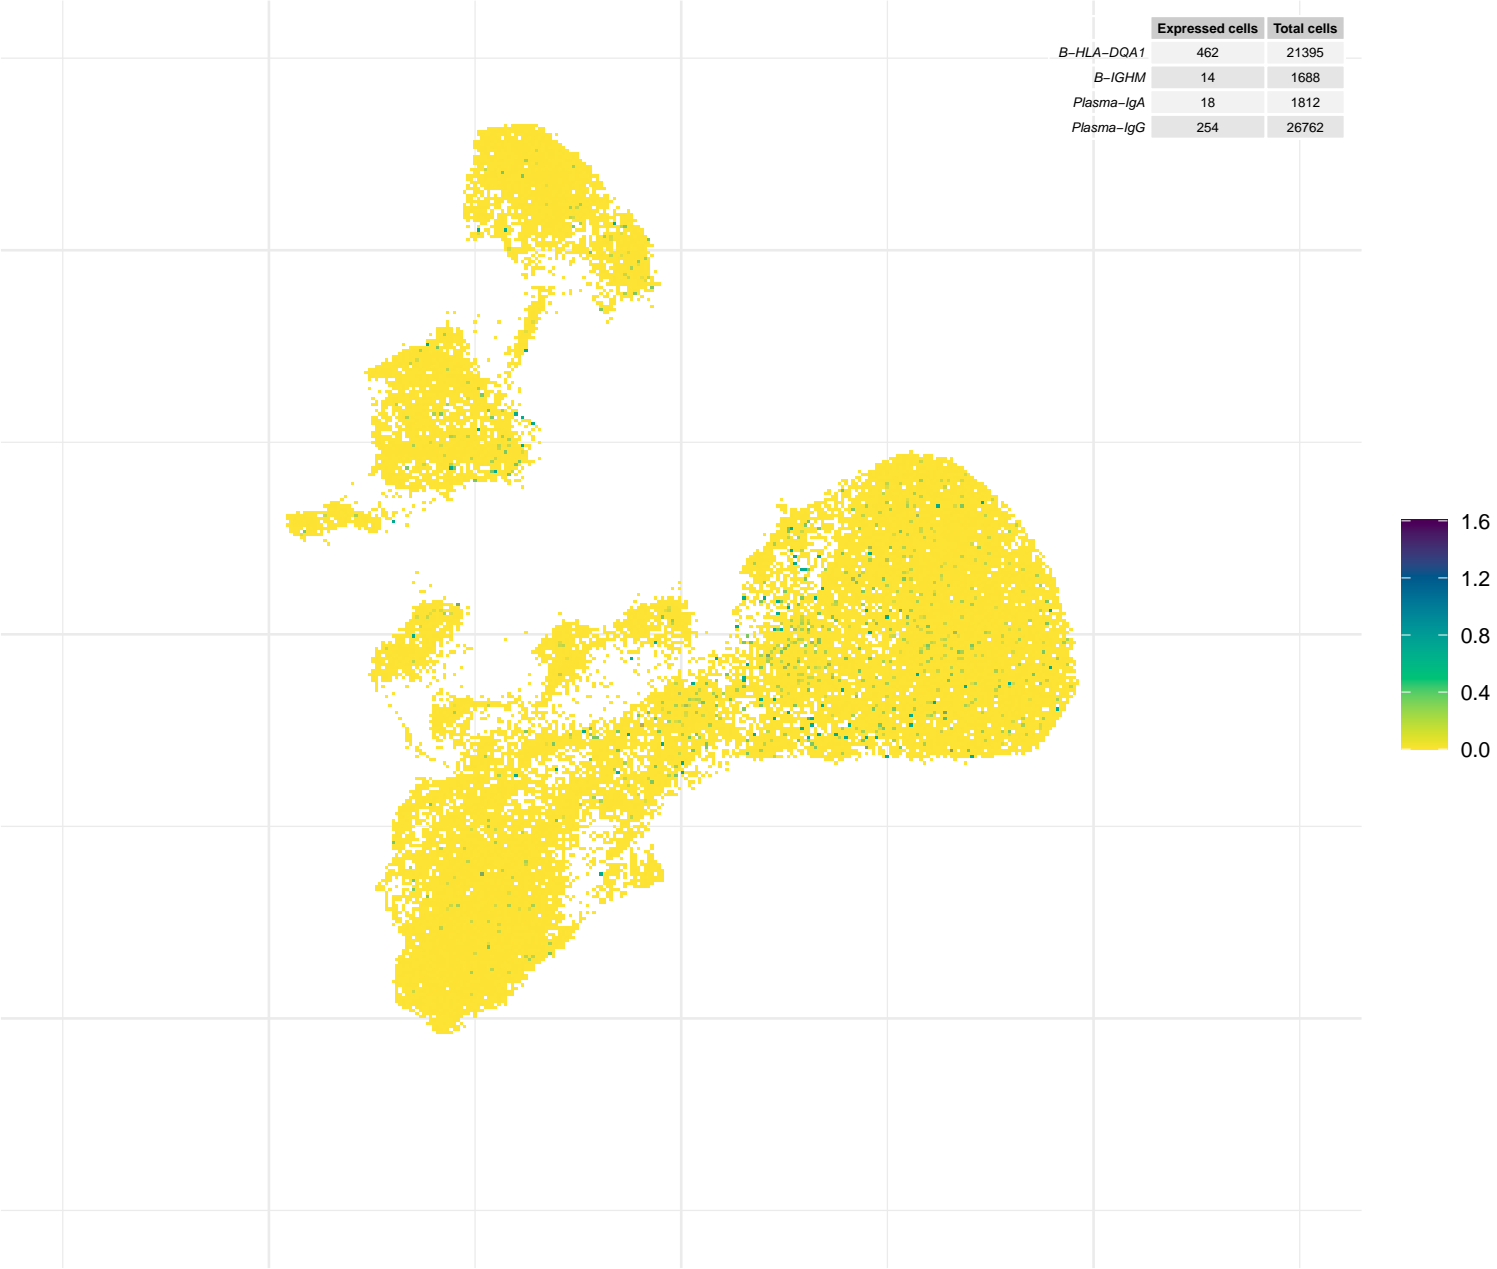 Expressed cells Total cells
B−HLA−DQA1 462 21395
B−IGHM 14 1688
Plasma−IgA 18 1812
Plasma−IgG 254 26762
1.6
1.2
0.8
0.4
0.0